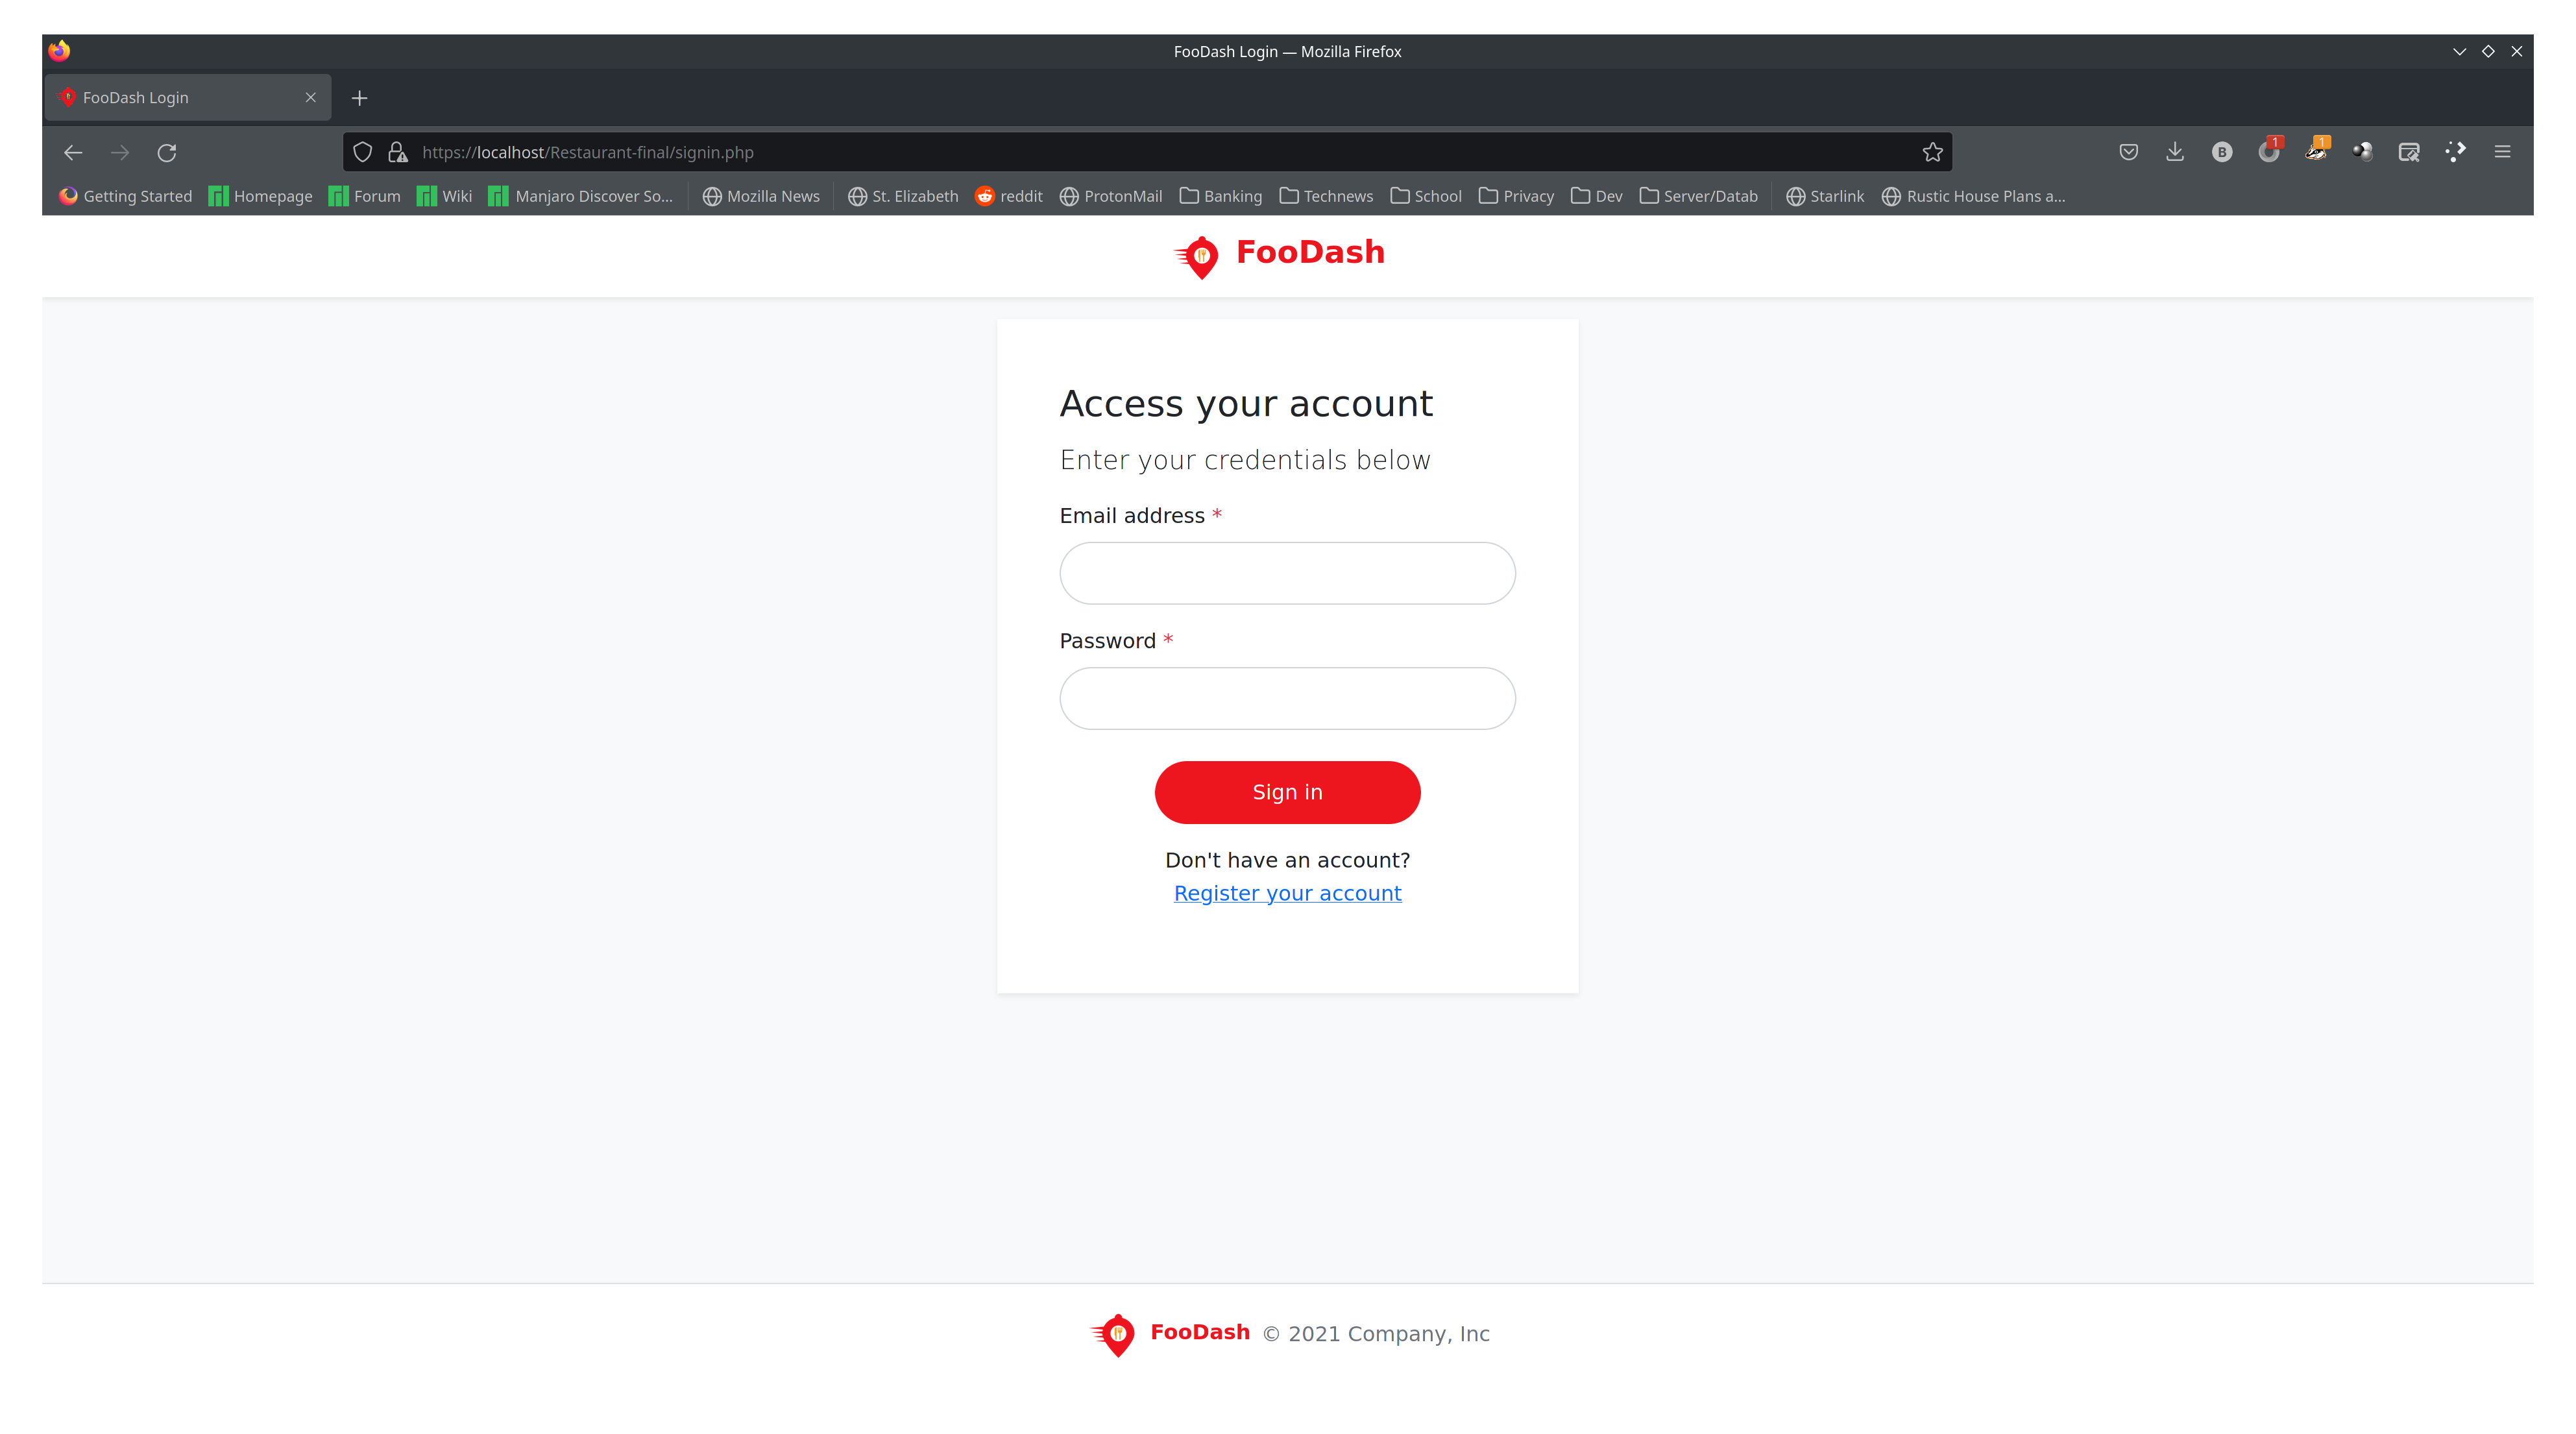 FooDash Login — Mozilla Firefox
FooDash Login
https://localhost/Restaurant-final/signin.php
B 1 1
Getting Started Homepage Forum Wiki Manjaro Discover So... Mozilla News St. Elizabeth reddit ProtonMail Banking Technews School Privacy Dev Server/Datab Starlink Rustic House Plans a...
FooDash
Access your account
Enter your credentials below
Email address *
Password *
Sign in
Don't have an account?
Register your account
FooDash © 2021 Company, Inc